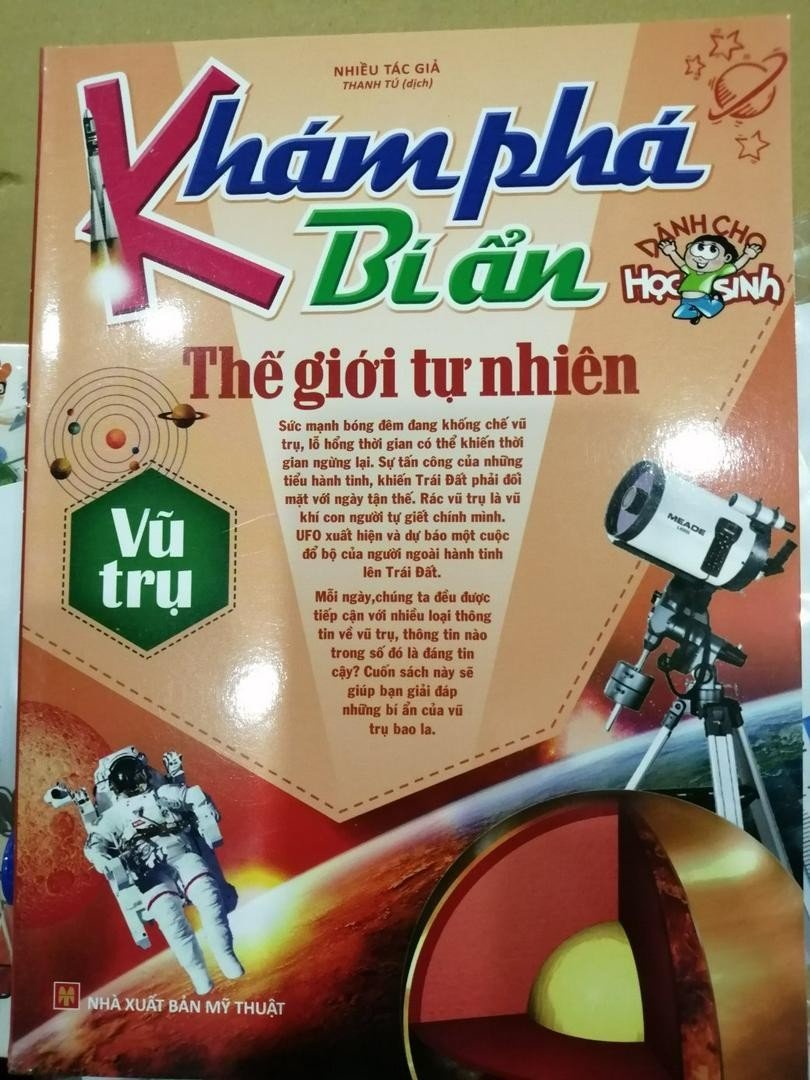 NHIỀU TÁC GIẢ
THANH TÚ (dịch)
Khám phá
Bí ẩn
DÀNH CHO
HỌC SINH
Thế giới tự nhiên
Sức mạnh bóng đêm đang khống chế vũ
trụ, lỗ hổng thời gian có thể khiến thời
gian ngừng lại. Sự tấn công của những
tiểu hành tinh, khiến Trái Đất phải đối
mặt với ngày tận thế. Rác vũ trụ là vũ
khí con người tự giết chính mình.
UFO xuất hiện và dự báo một cuộc
đổ bộ của người ngoài hành tinh
lên Trái Đất.
Vũ
trụ
Mỗi ngày,chúng ta đều được
tiếp cận với nhiều loại thông
tin về vũ trụ, thông tin nào
trong số đó là đáng tin
cậy? Cuốn sách này sẽ
giúp bạn giải đáp
những bí ẩn của vũ
trụ bao la.
MEADE
NHÀ XUẤT BẢN MỸ THUẬT